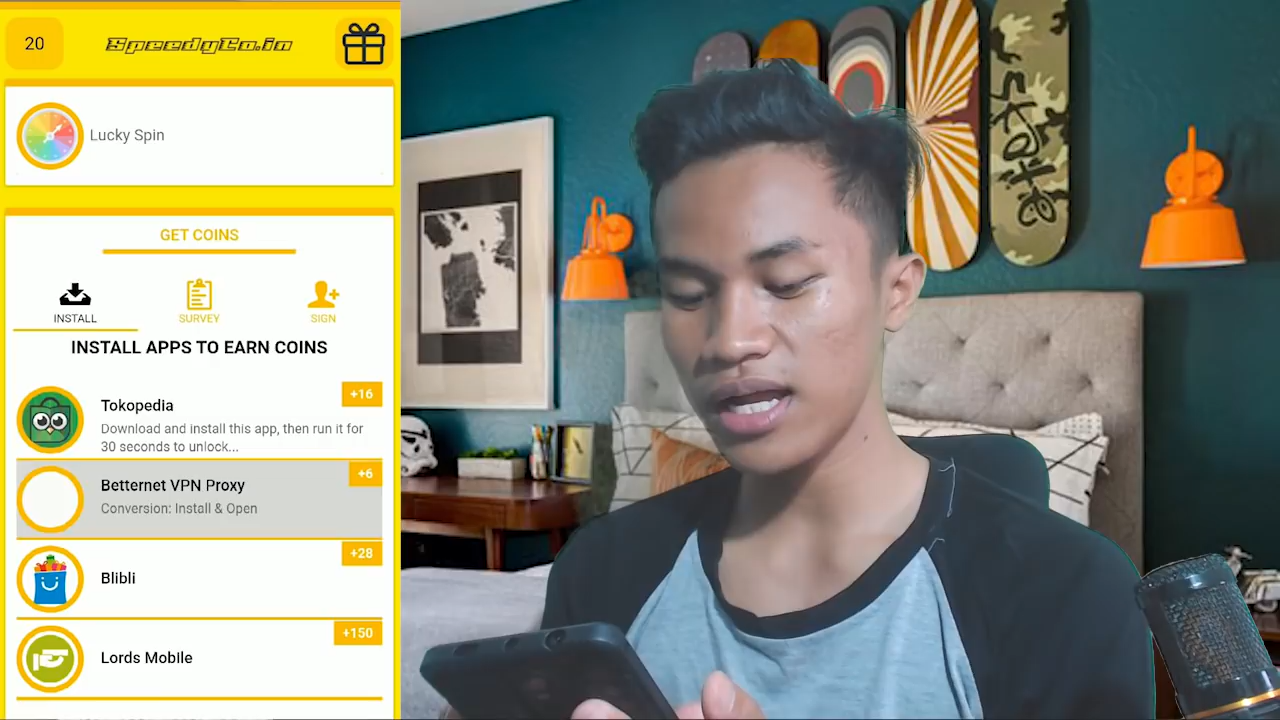 20
SpeedyCo.in
Lucky Spin
GET COINS
INSTALL
SURVEY
SIGN
INSTALL APPS TO EARN COINS
+16
Tokopedia
Download and install this app, then run it for
30 seconds to unlock...
+6
Betternet VPN Proxy
Conversion: Install & Open
+28
Blibli
+150
Lords Mobile